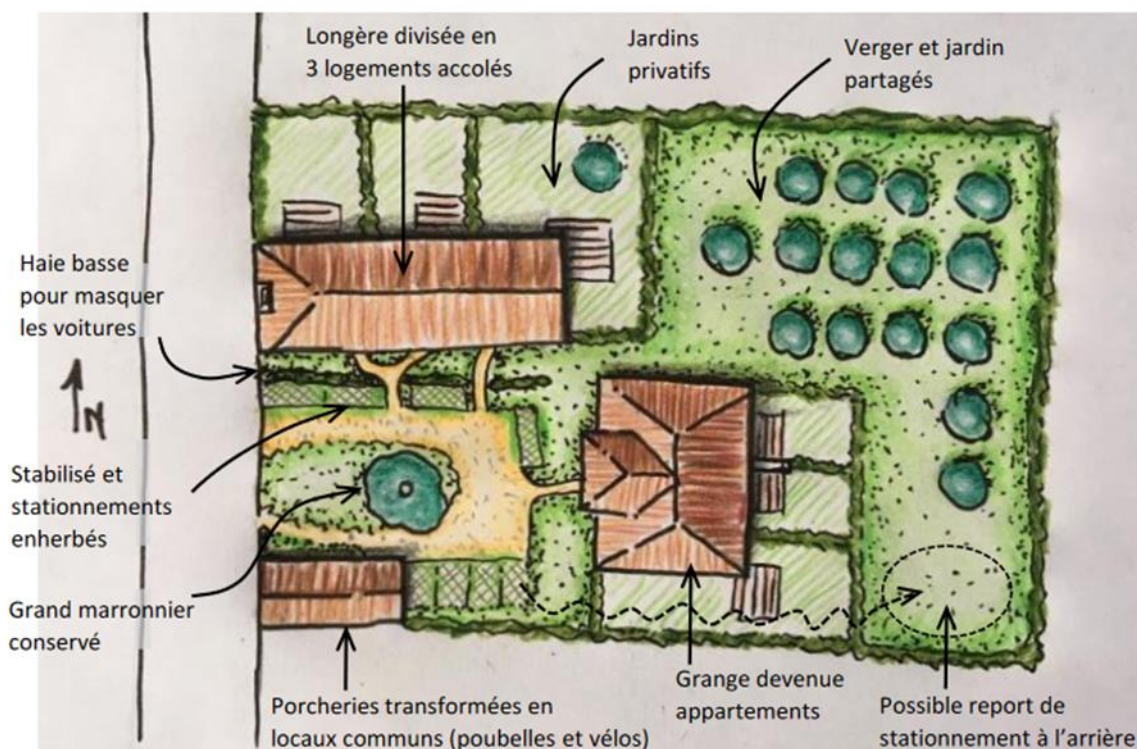 Longère divisée en
3 logements accolés
Jardins
privatifs
Verger et jardin
partagés
Haie basse
pour masquer
les voitures
N
Stabilisé et
stationnements
enherbés
Grand marronnier
conservé
Porcheries transformées en
locaux communs (poubelles et vélos)
Grange devenue
appartements
Possible report de
stationnement à l'arrière